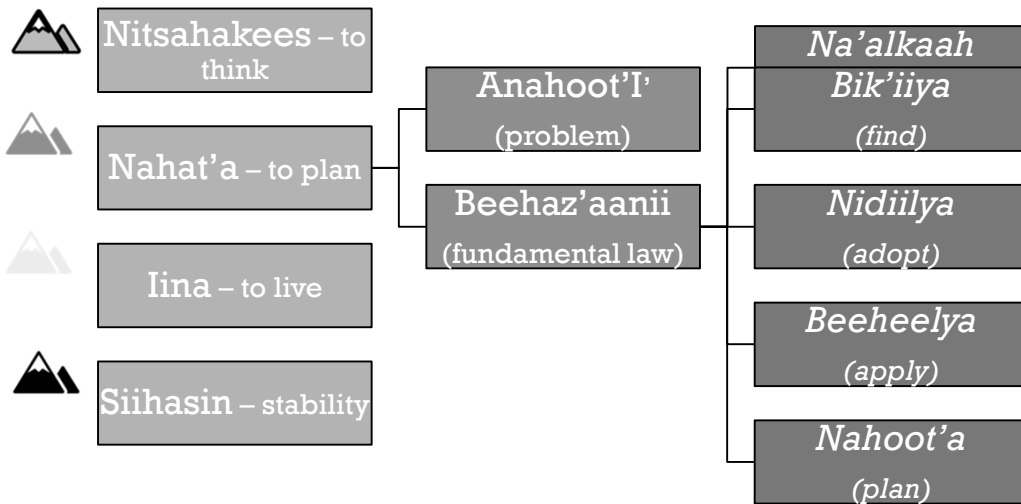 Nitsahakees – to
think
Nahat’a – to plan
Iina – to live
Siihasin – stability
Anahoot’I’
(problem)
Beehaz’aanii
(fundamental law)
Na’alkaah
Bik’iiya
(find)
Nidiilya
(adopt)
Beeheelya
(apply)
Nahoot’a
(plan)